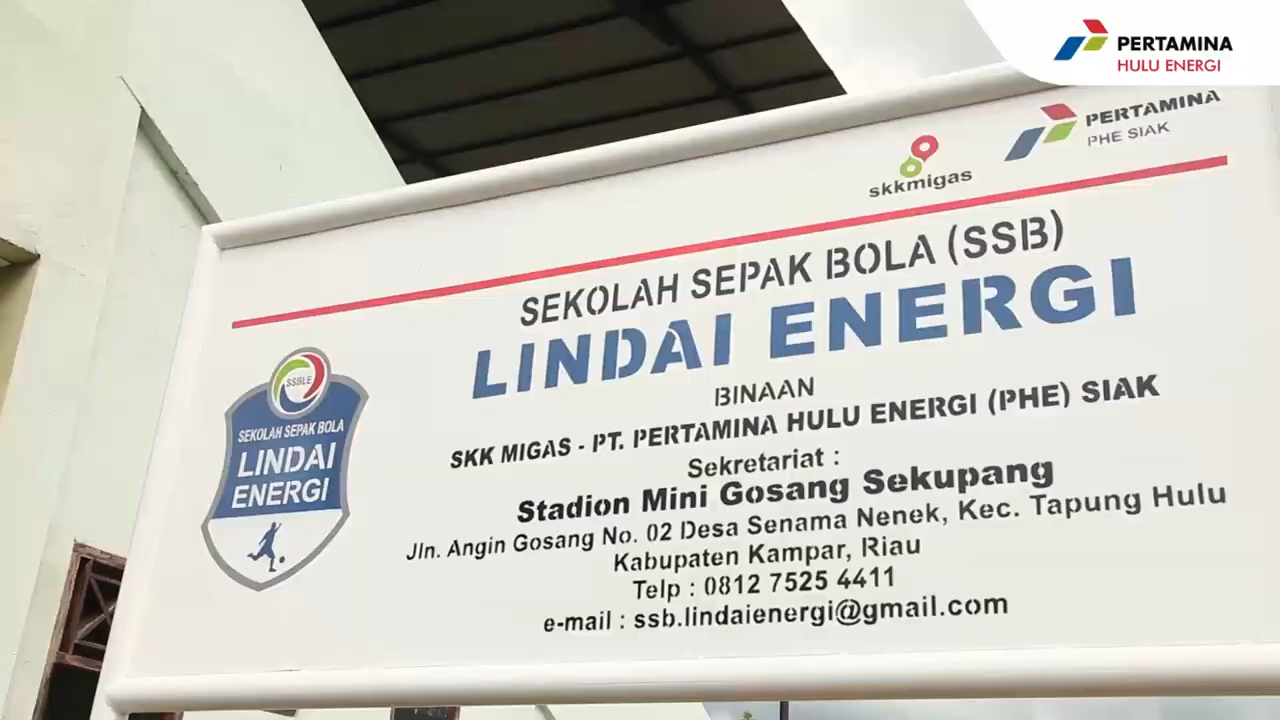 PERTAMINA
HULU ENERGI
skkmigas
PERTAMINA
PHE SIAK
SEKOLAH SEPAK BOLA (SSB)
LINDAI ENERGI
BINAAN
SKK MIGAS - PT. PERTAMINA HULU ENERGI (PHE) SIAK
Sekretariat :
Stadion Mini Gosang Sekupang
Jln. Angin Gosang No. 02 Desa Senama Nenek, Kec. Tapung Hulu
Kabupaten Kampar, Riau
Telp : 0812 7525 4411
e-mail : ssb.lindaienergi@gmail.com
SSBLE
SEKOLAH SEPAK BOLA
LINDAI
ENERGI